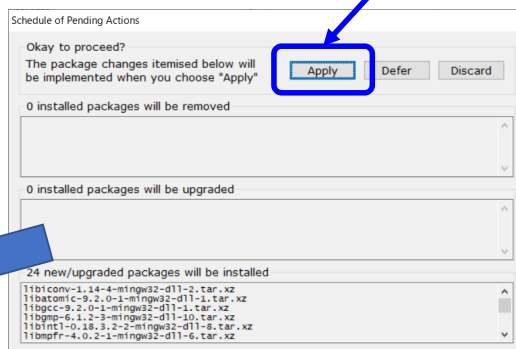 Schedule of Pending Actions
Okay to proceed?
The package changes itemised below will
be implemented when you choose "Apply"
Apply
Defer
Discard
0 installed packages will be removed
0 installed packages will be upgraded
24 new/upgraded packages will be installed
libiconv-1.14-4-mingw32-dll-2.tar.xz
libatomic-9.2.0-1-mingw32-dll-1.tar.xz
libgcc-9.2.0-1-mingw32-dll-1.tar.xz
libgmp-6.1.2-3-mingw32-dll-10.tar.xz
libintl-0.18.3.2-2-mingw32-dll-8.tar.xz
libmpfr-4.0.2-1-mingw32-dll-6.tar.xz